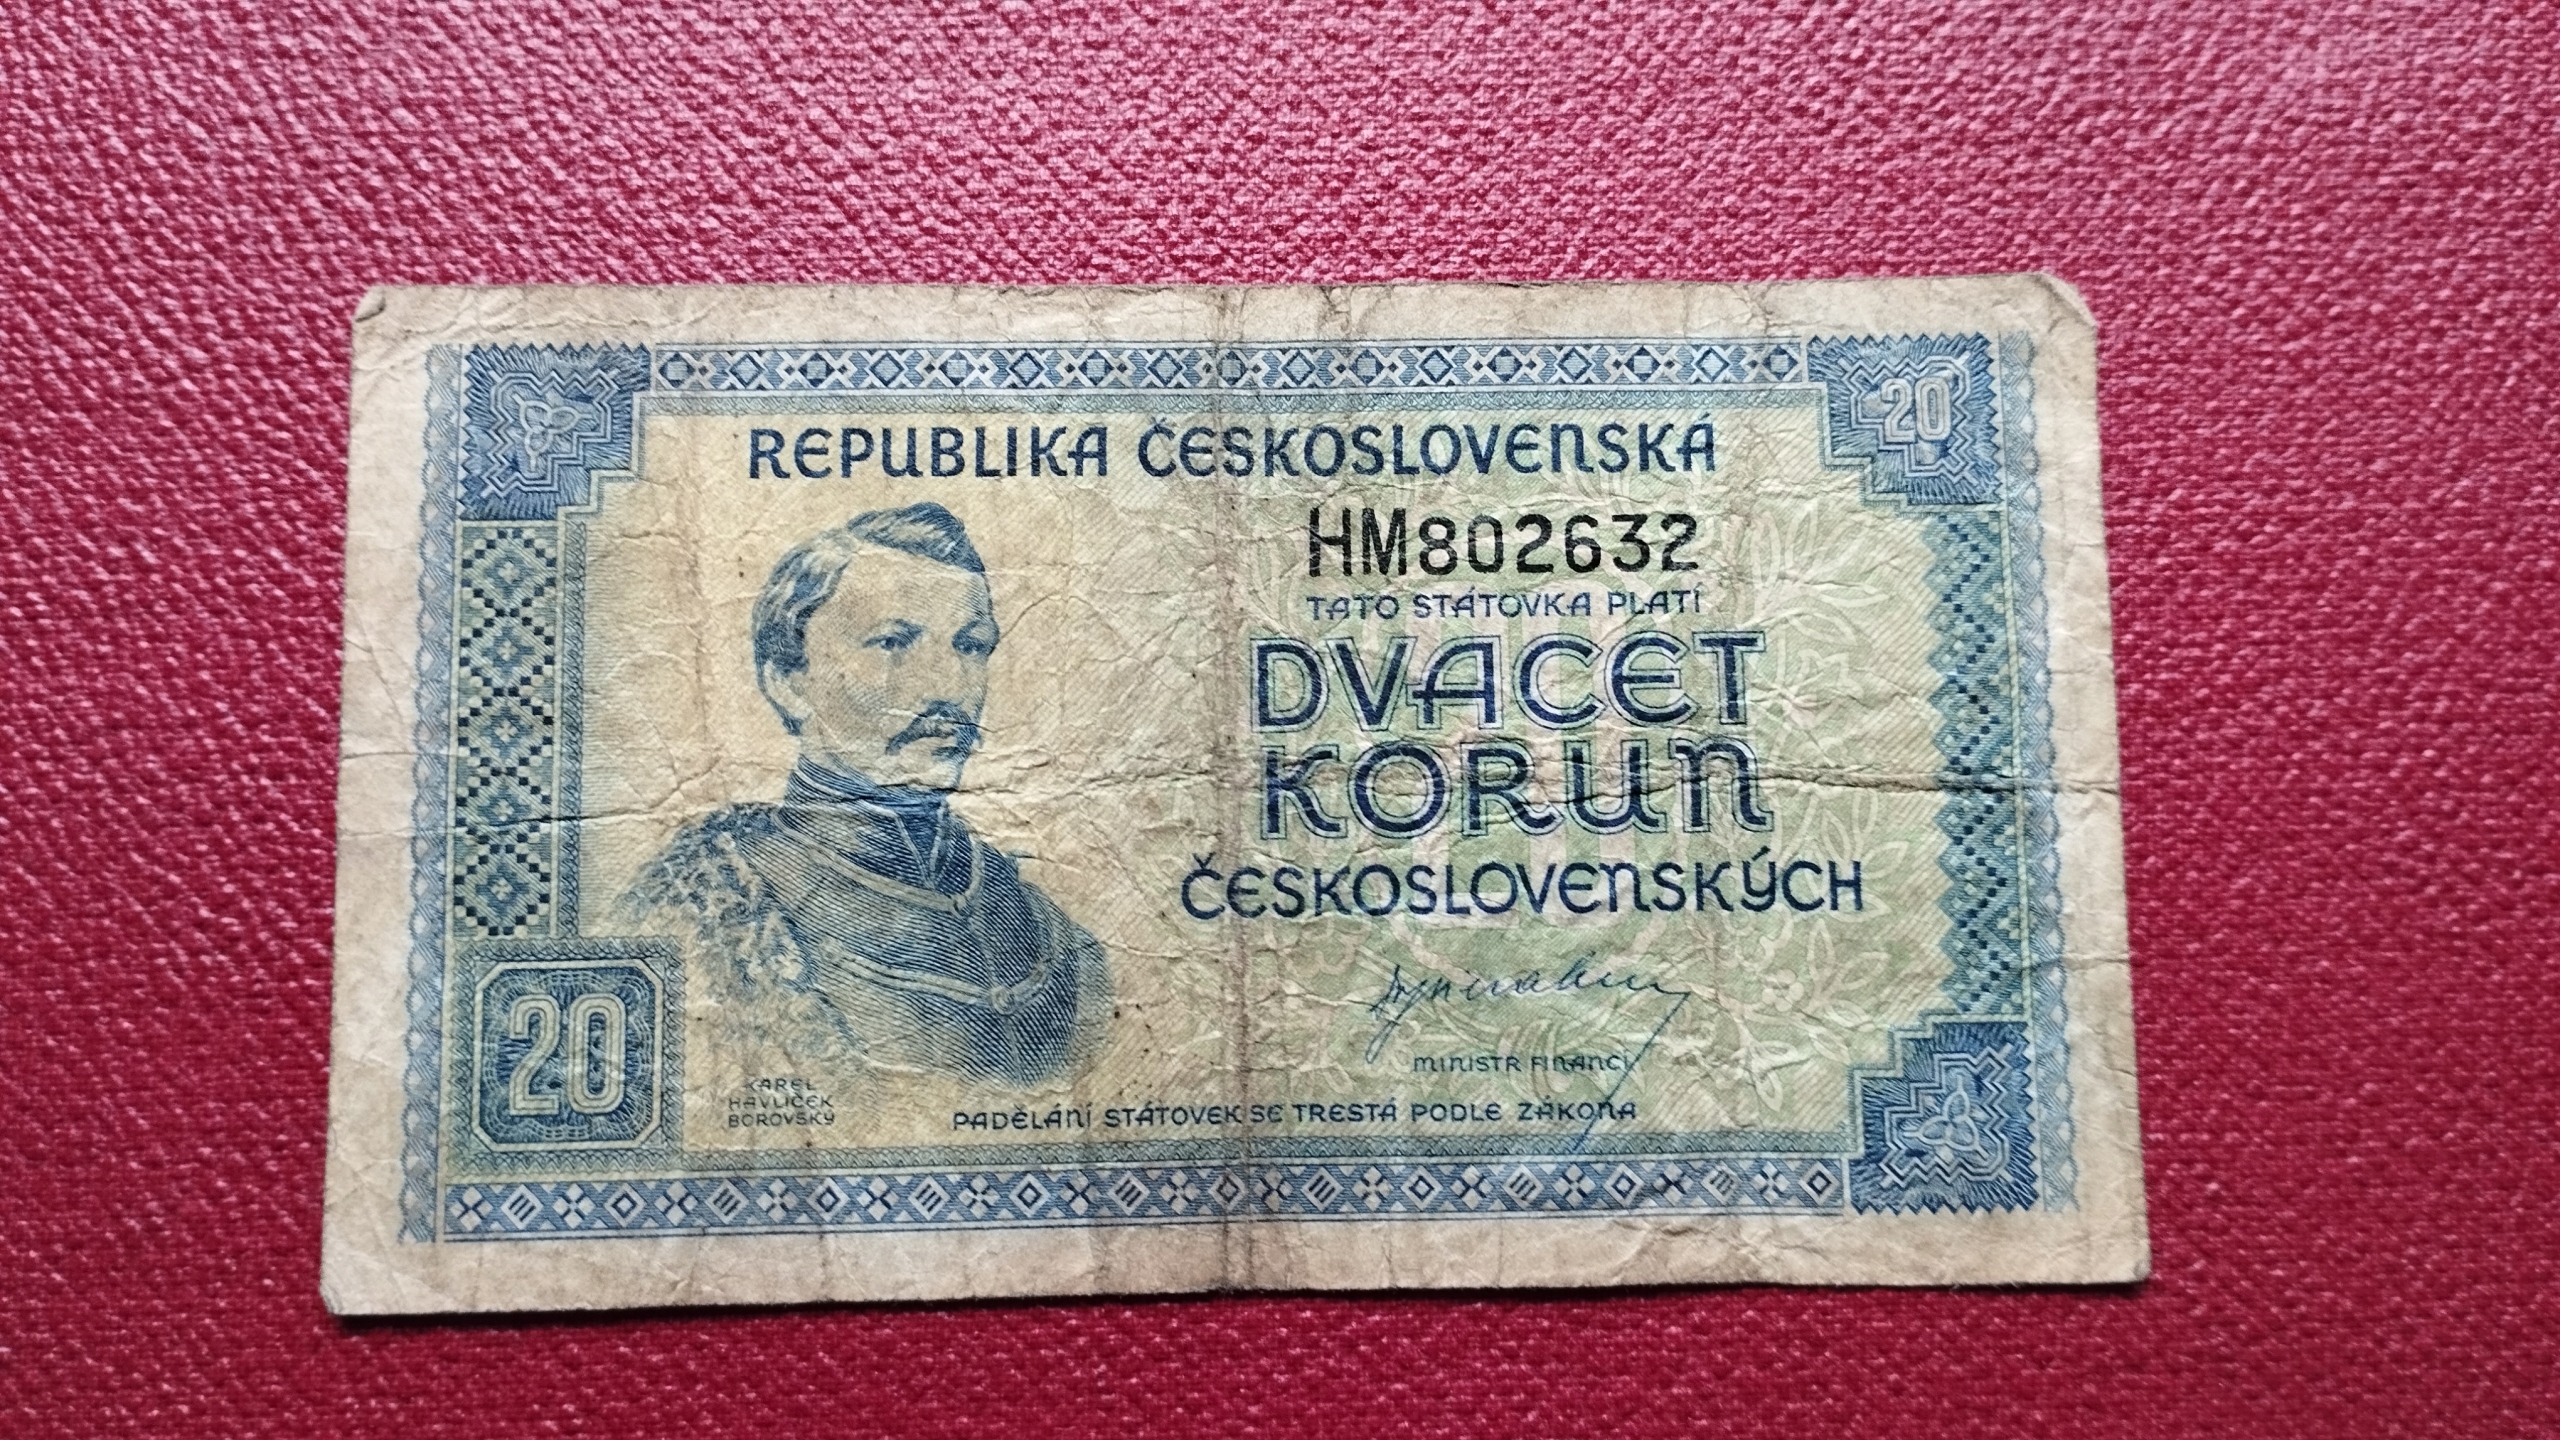 20
REPUBLIKA ČESKOSLOVENSKÁ
HM802632
TATO STÁTOVKA PLATÍ
DVACET
KORUN
ČESKOSLOVENSKÝCH
MINISTR FINANCÍ
20
KAREL
HAVLÍČEK
BOROVSKÝ
PADĚLÁNÍ STÁTOVEK SE TRESTÁ PODLE ZÁKONA